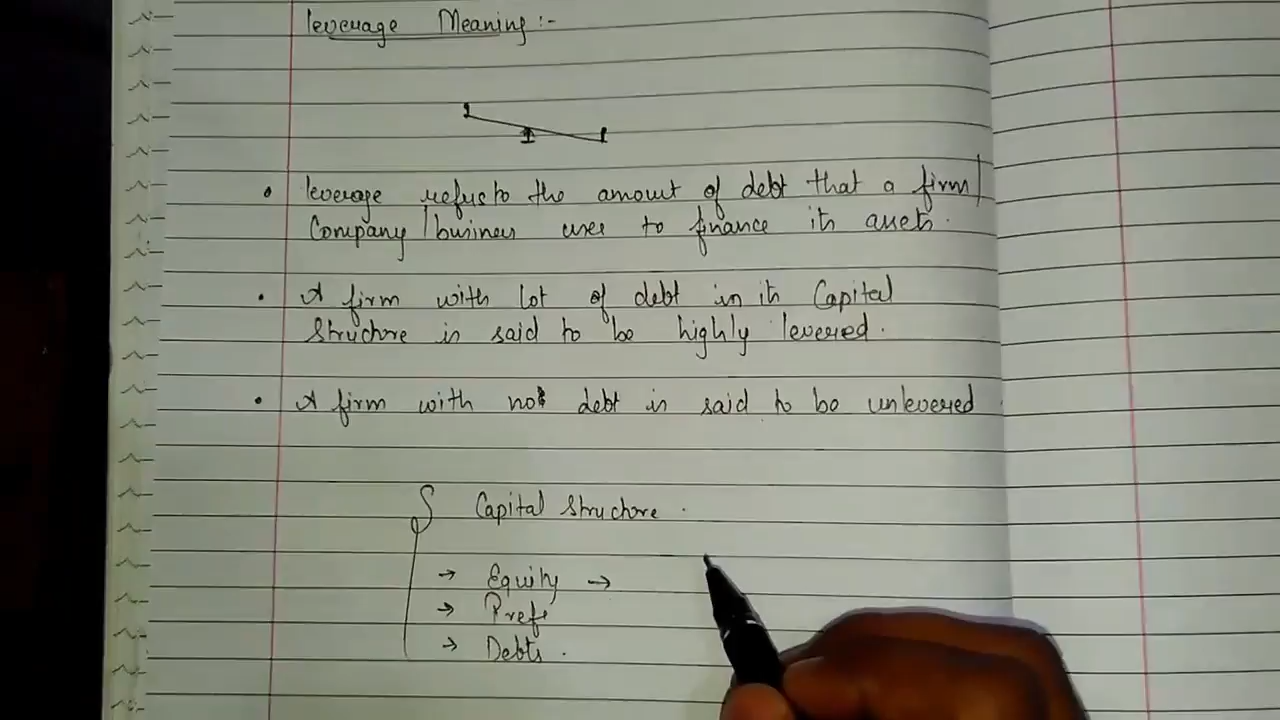 leverage Meaning :-
• leverage refers to the amount of debt that a firm/
Company/business uses to finance its assets.
• A firm with lot of debt in its Capital
Structure is said to be highly levered.
• A firm with no debt is said to be unlevered
Capital Structure.
→ Equity →
→ Prefe
→ Debts.